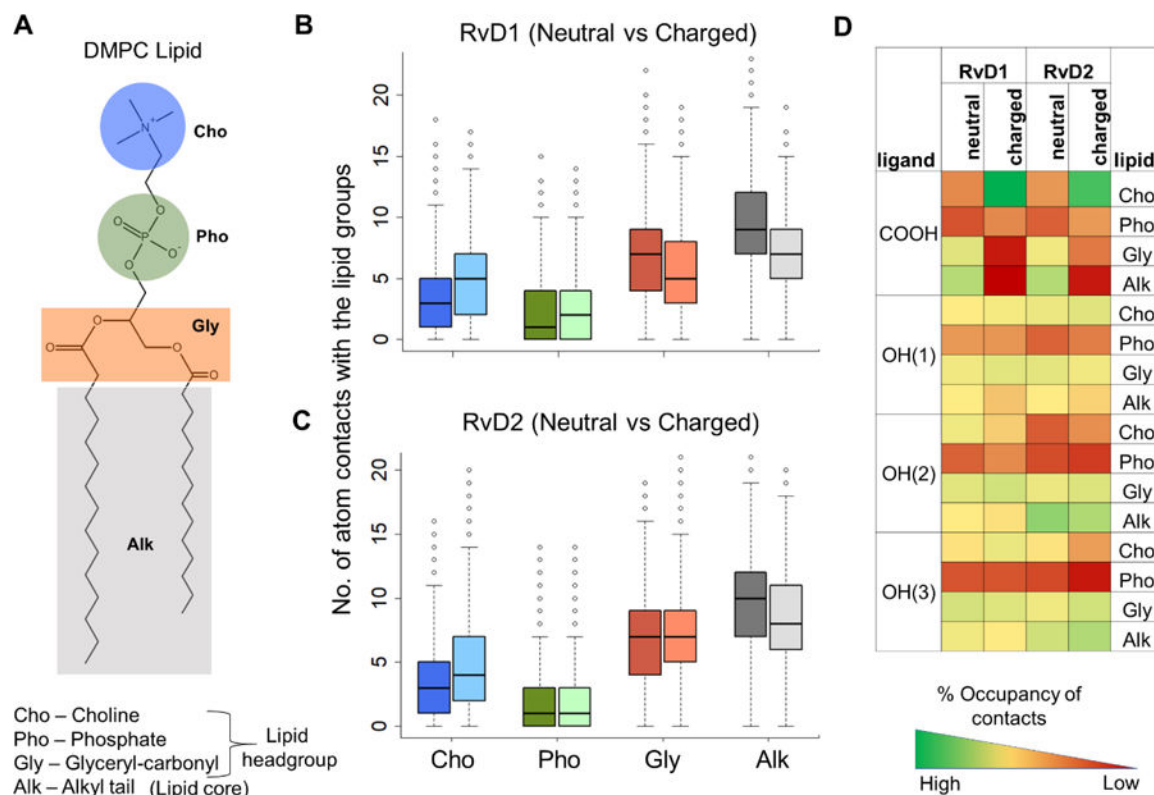 A
DMPC Lipid
N+
Cho
O
O
P
O-
O
Pho
O
O
O
O
Gly
Alk
Cho – Choline
Pho – Phosphate
Gly – Glyceryl-carbonyl
Alk – Alkyl tail (Lipid core)
Lipid
headgroup
B
RvD1 (Neutral vs Charged)
20
15
10
5
0
No. of atom contacts with the lipid groups
C
RvD2 (Neutral vs Charged)
20
15
10
5
0
Cho Pho Gly Alk
D
RvD1 RvD2
ligand neutral charged neutral charged lipid
COOH
Cho
Pho
Gly
Alk
OH(1)
Cho
Pho
Gly
Alk
OH(2)
Cho
Pho
Gly
Alk
OH(3)
Cho
Pho
Gly
Alk
% Occupancy of
contacts
High Low